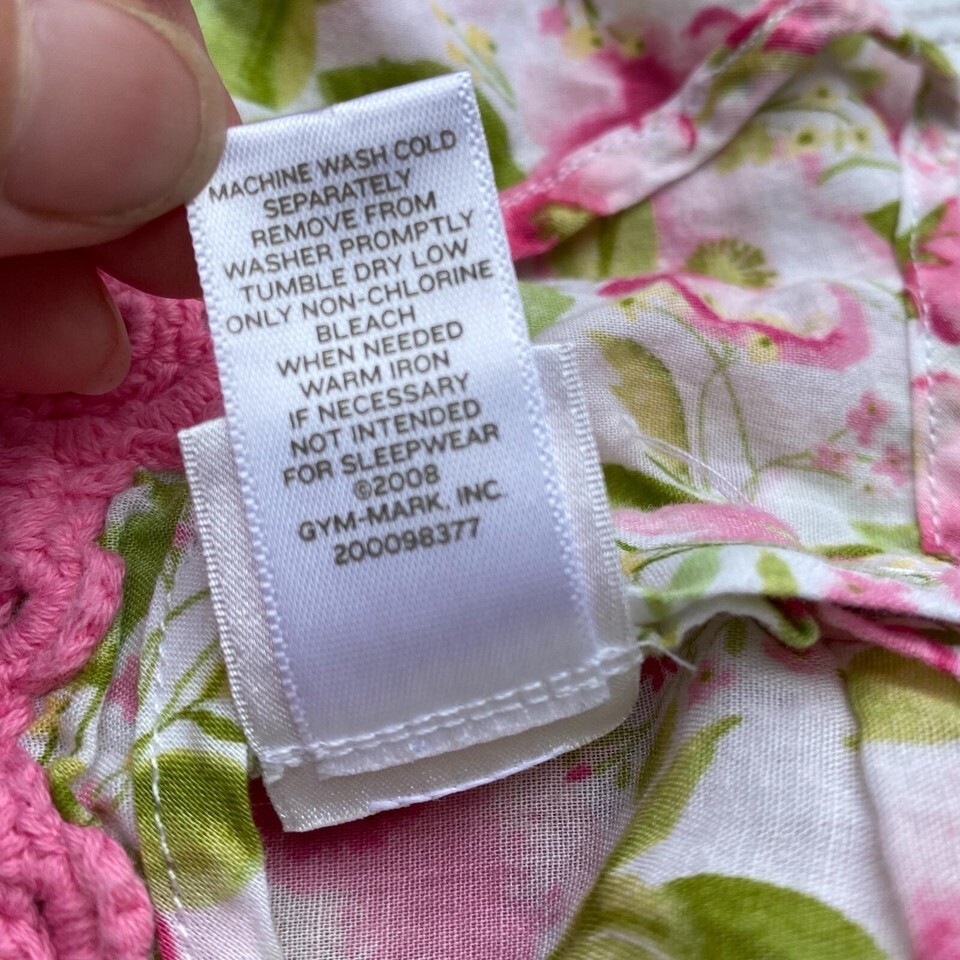 MACHINE WASH COLD
SEPARATELY
REMOVE FROM
WASHER PROMPTLY
TUMBLE DRY LOW
ONLY NON-CHLORINE
BLEACH
WHEN NEEDED
WARM IRON
IF NECESSARY
NOT INTENDED
FOR SLEEPWEAR
©2008
GYM-MARK, INC.
200098377